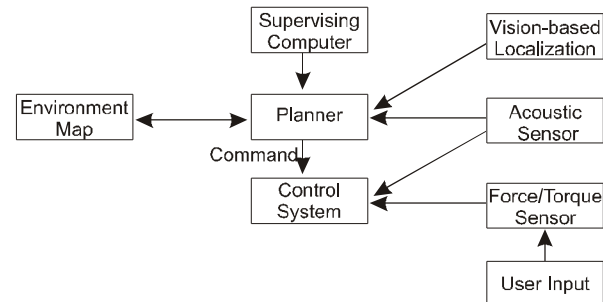 Supervising
Computer
Vision-based
Localization
Environment
Map
Planner
Acoustic
Sensor
Command
Control
System
Force/Torque
Sensor
User Input